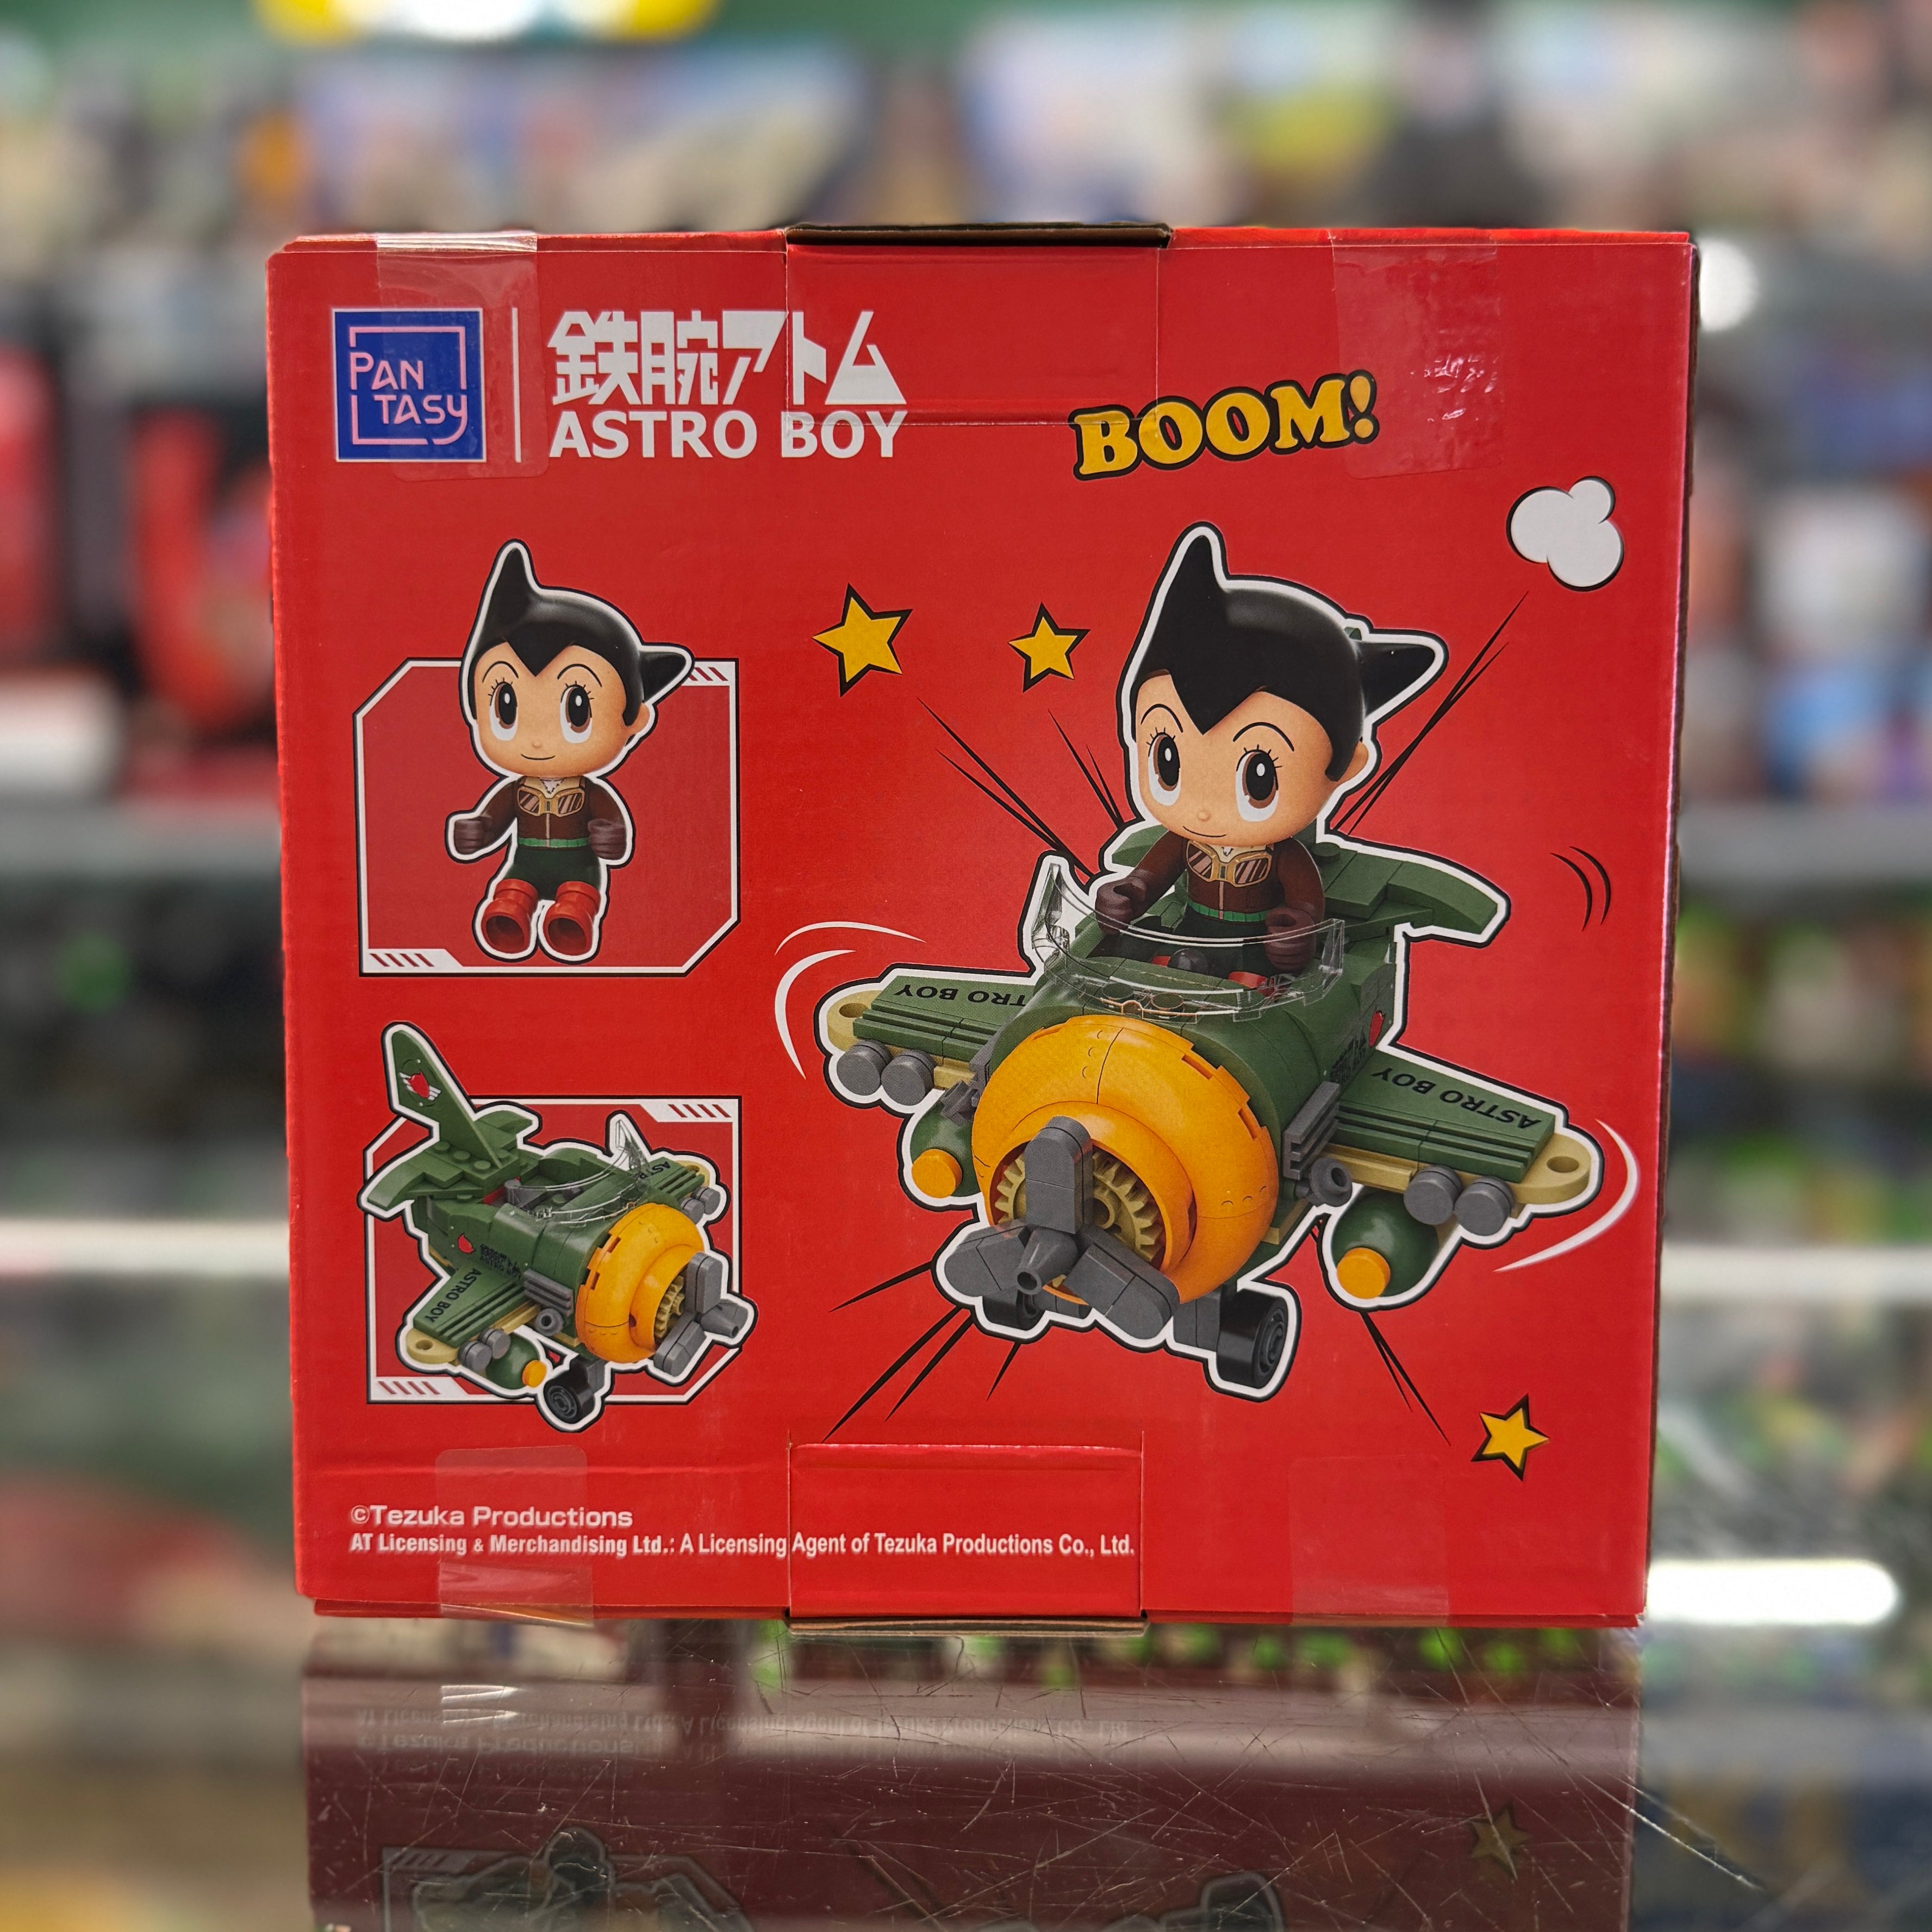 PAN
TASY
鉄腕アトム
ASTRO BOY
BOOM!
TRO BOY
ASTRO BOY
ASTRO BOY
©Tezuka Productions
AT Licensing & Merchandising Ltd.: A Licensing Agent of Tezuka Productions Co., Ltd.